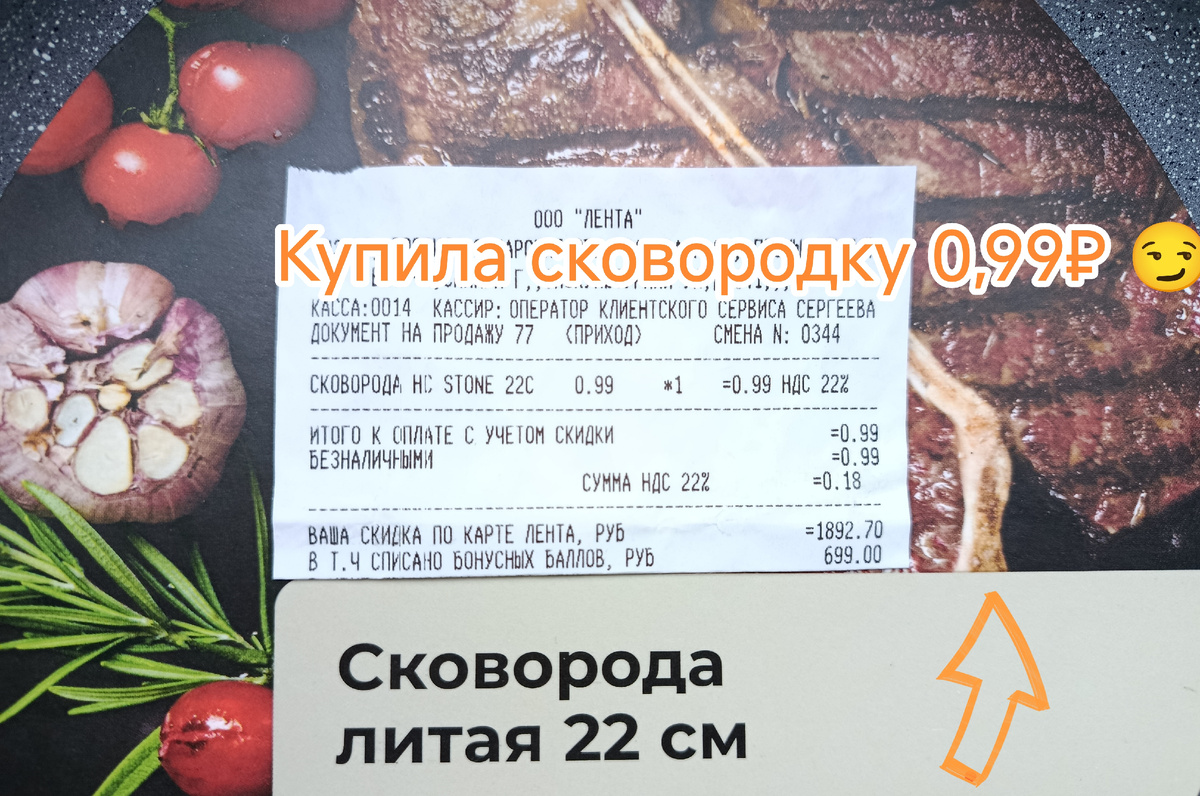 ООО "ЛЕНТА"
Купила сковородку 0,99₽ 😏
КАССА:0014 КАССИР: ОПЕРАТОР КЛИЕНТСКОГО СЕРВИСА СЕРГЕЕВА
ДОКУМЕНТ НА ПРОДАЖУ 77 (ПРИХОД) СМЕНА N: 0344
СКОВОРОДА НС STONE 22С 0.99 *1 =0.99 НДС 22%
ИТОГО К ОПЛАТЕ С УЧЕТОМ СКИДКИ =0.99
БЕЗНАЛИЧНЫМИ =0.99
СУММА НДС 22% =0.18
ВАША СКИДКА ПО КАРТЕ ЛЕНТА, РУБ =1892.70
В Т.Ч СПИСАНО БОНУСНЫХ БАЛЛОВ, РУБ 699.00
Сковорода
литая 22 см